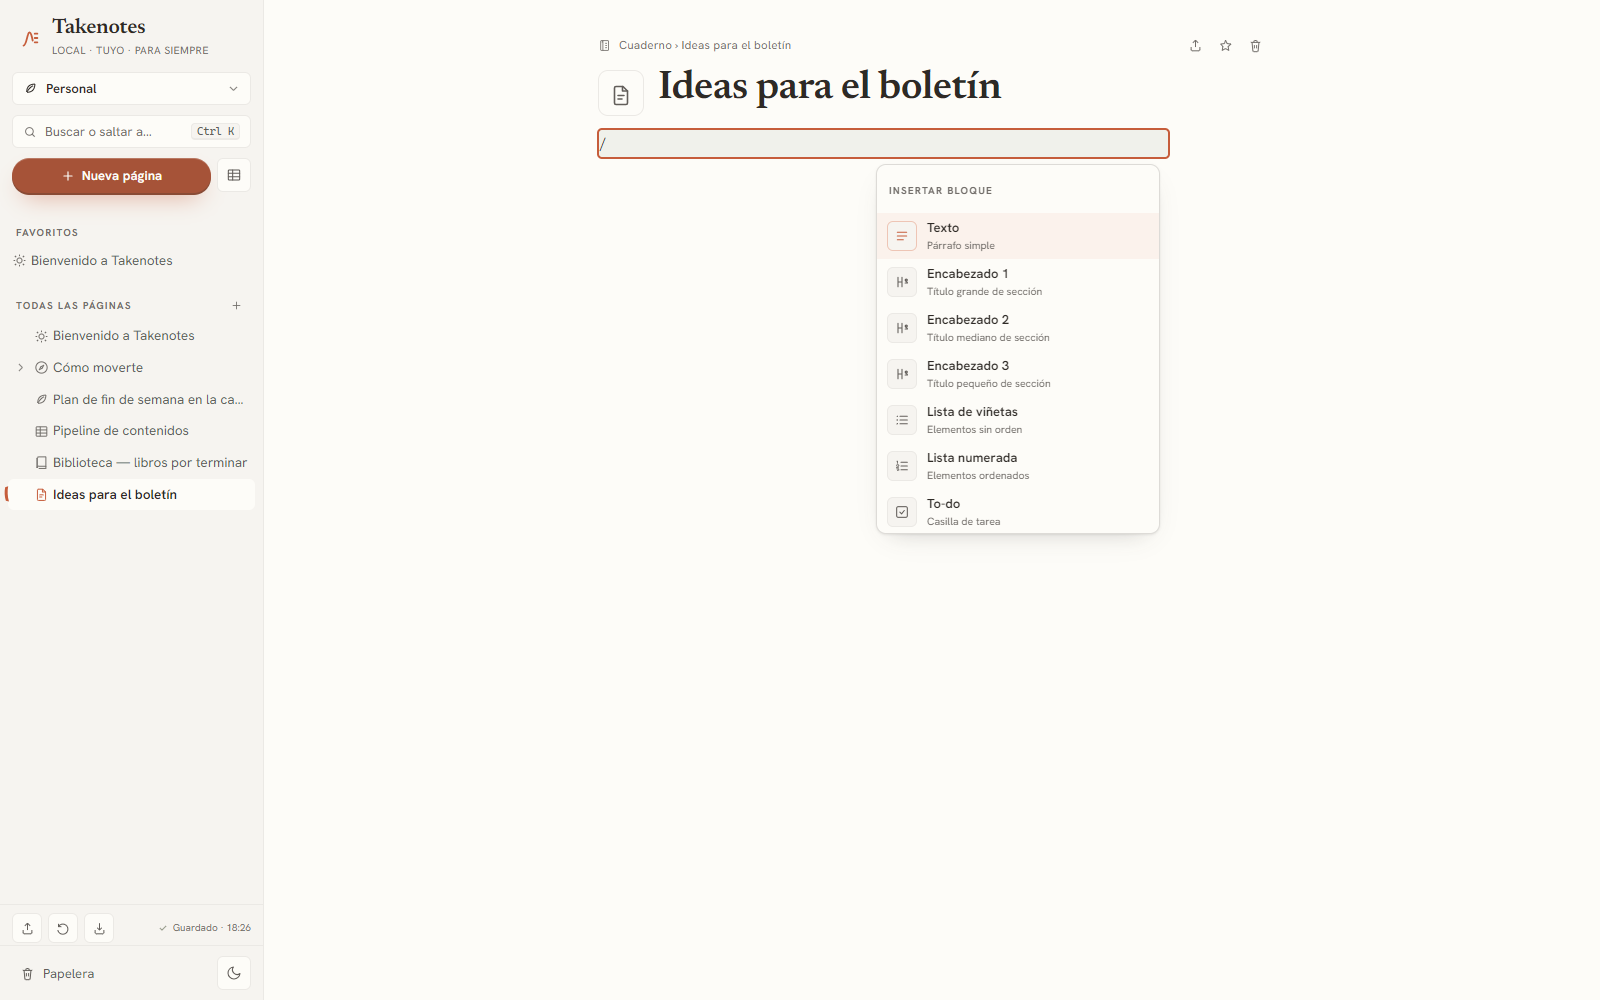 Takenotes
LOCAL · TUYO · PARA SIEMPRE
Personal
Buscar o saltar a...
Ctrl K
+ Nueva página
FAVORITOS
Bienvenido a Takenotes
TODAS LAS PÁGINAS
Bienvenido a Takenotes
Cómo moverte
Plan de fin de semana en la ca...
Pipeline de contenidos
Biblioteca — libros por terminar
Ideas para el boletín
Guardado · 18:26
Papelera
Cuaderno › Ideas para el boletín
Ideas para el boletín
/
INSERTAR BLOQUE
Texto
Párrafo simple
Encabezado 1
Título grande de sección
Encabezado 2
Título mediano de sección
Encabezado 3
Título pequeño de sección
Lista de viñetas
Elementos sin orden
Lista numerada
Elementos ordenados
To-do
Casilla de tarea